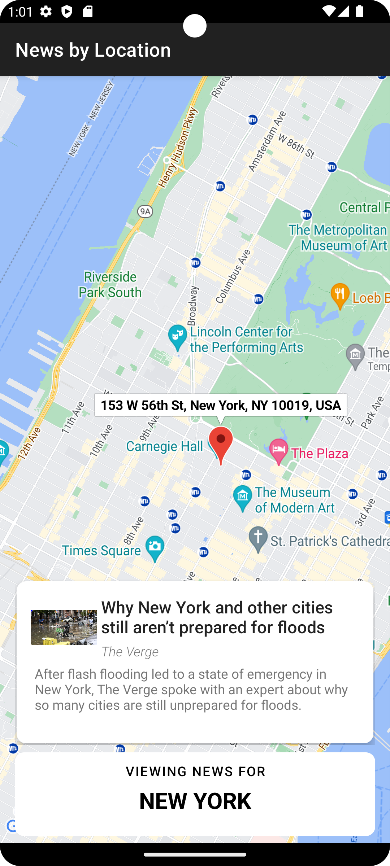 1:01
News by Location
NEW YORK
NEW JERSEY
Henry Hudson Pkwy
Amsterdam Ave
W 86th St
9A
Central
The Metropolitan
Museum of Art
Riverside
Park South
Broadway
Columbus Ave
Loeb B
Lincoln Center for
the Performing Arts
The
Temp
153 W 56th St, New York, NY 10019, USA
11th Ave
10th Ave
9th Ave
12th Ave
Park
Carnegie Hall
The Plaza
The Museum
of Modern Art
3rd Ave
8th Ave
St. Patrick's Cathedra
Times Square
Why New York and other cities
still aren't prepared for floods
The Verge
After flash flooding led to a state of emergency in
New York, The Verge spoke with an expert about why
so many cities are still unprepared for floods.
VIEWING NEWS FOR
NEW YORK